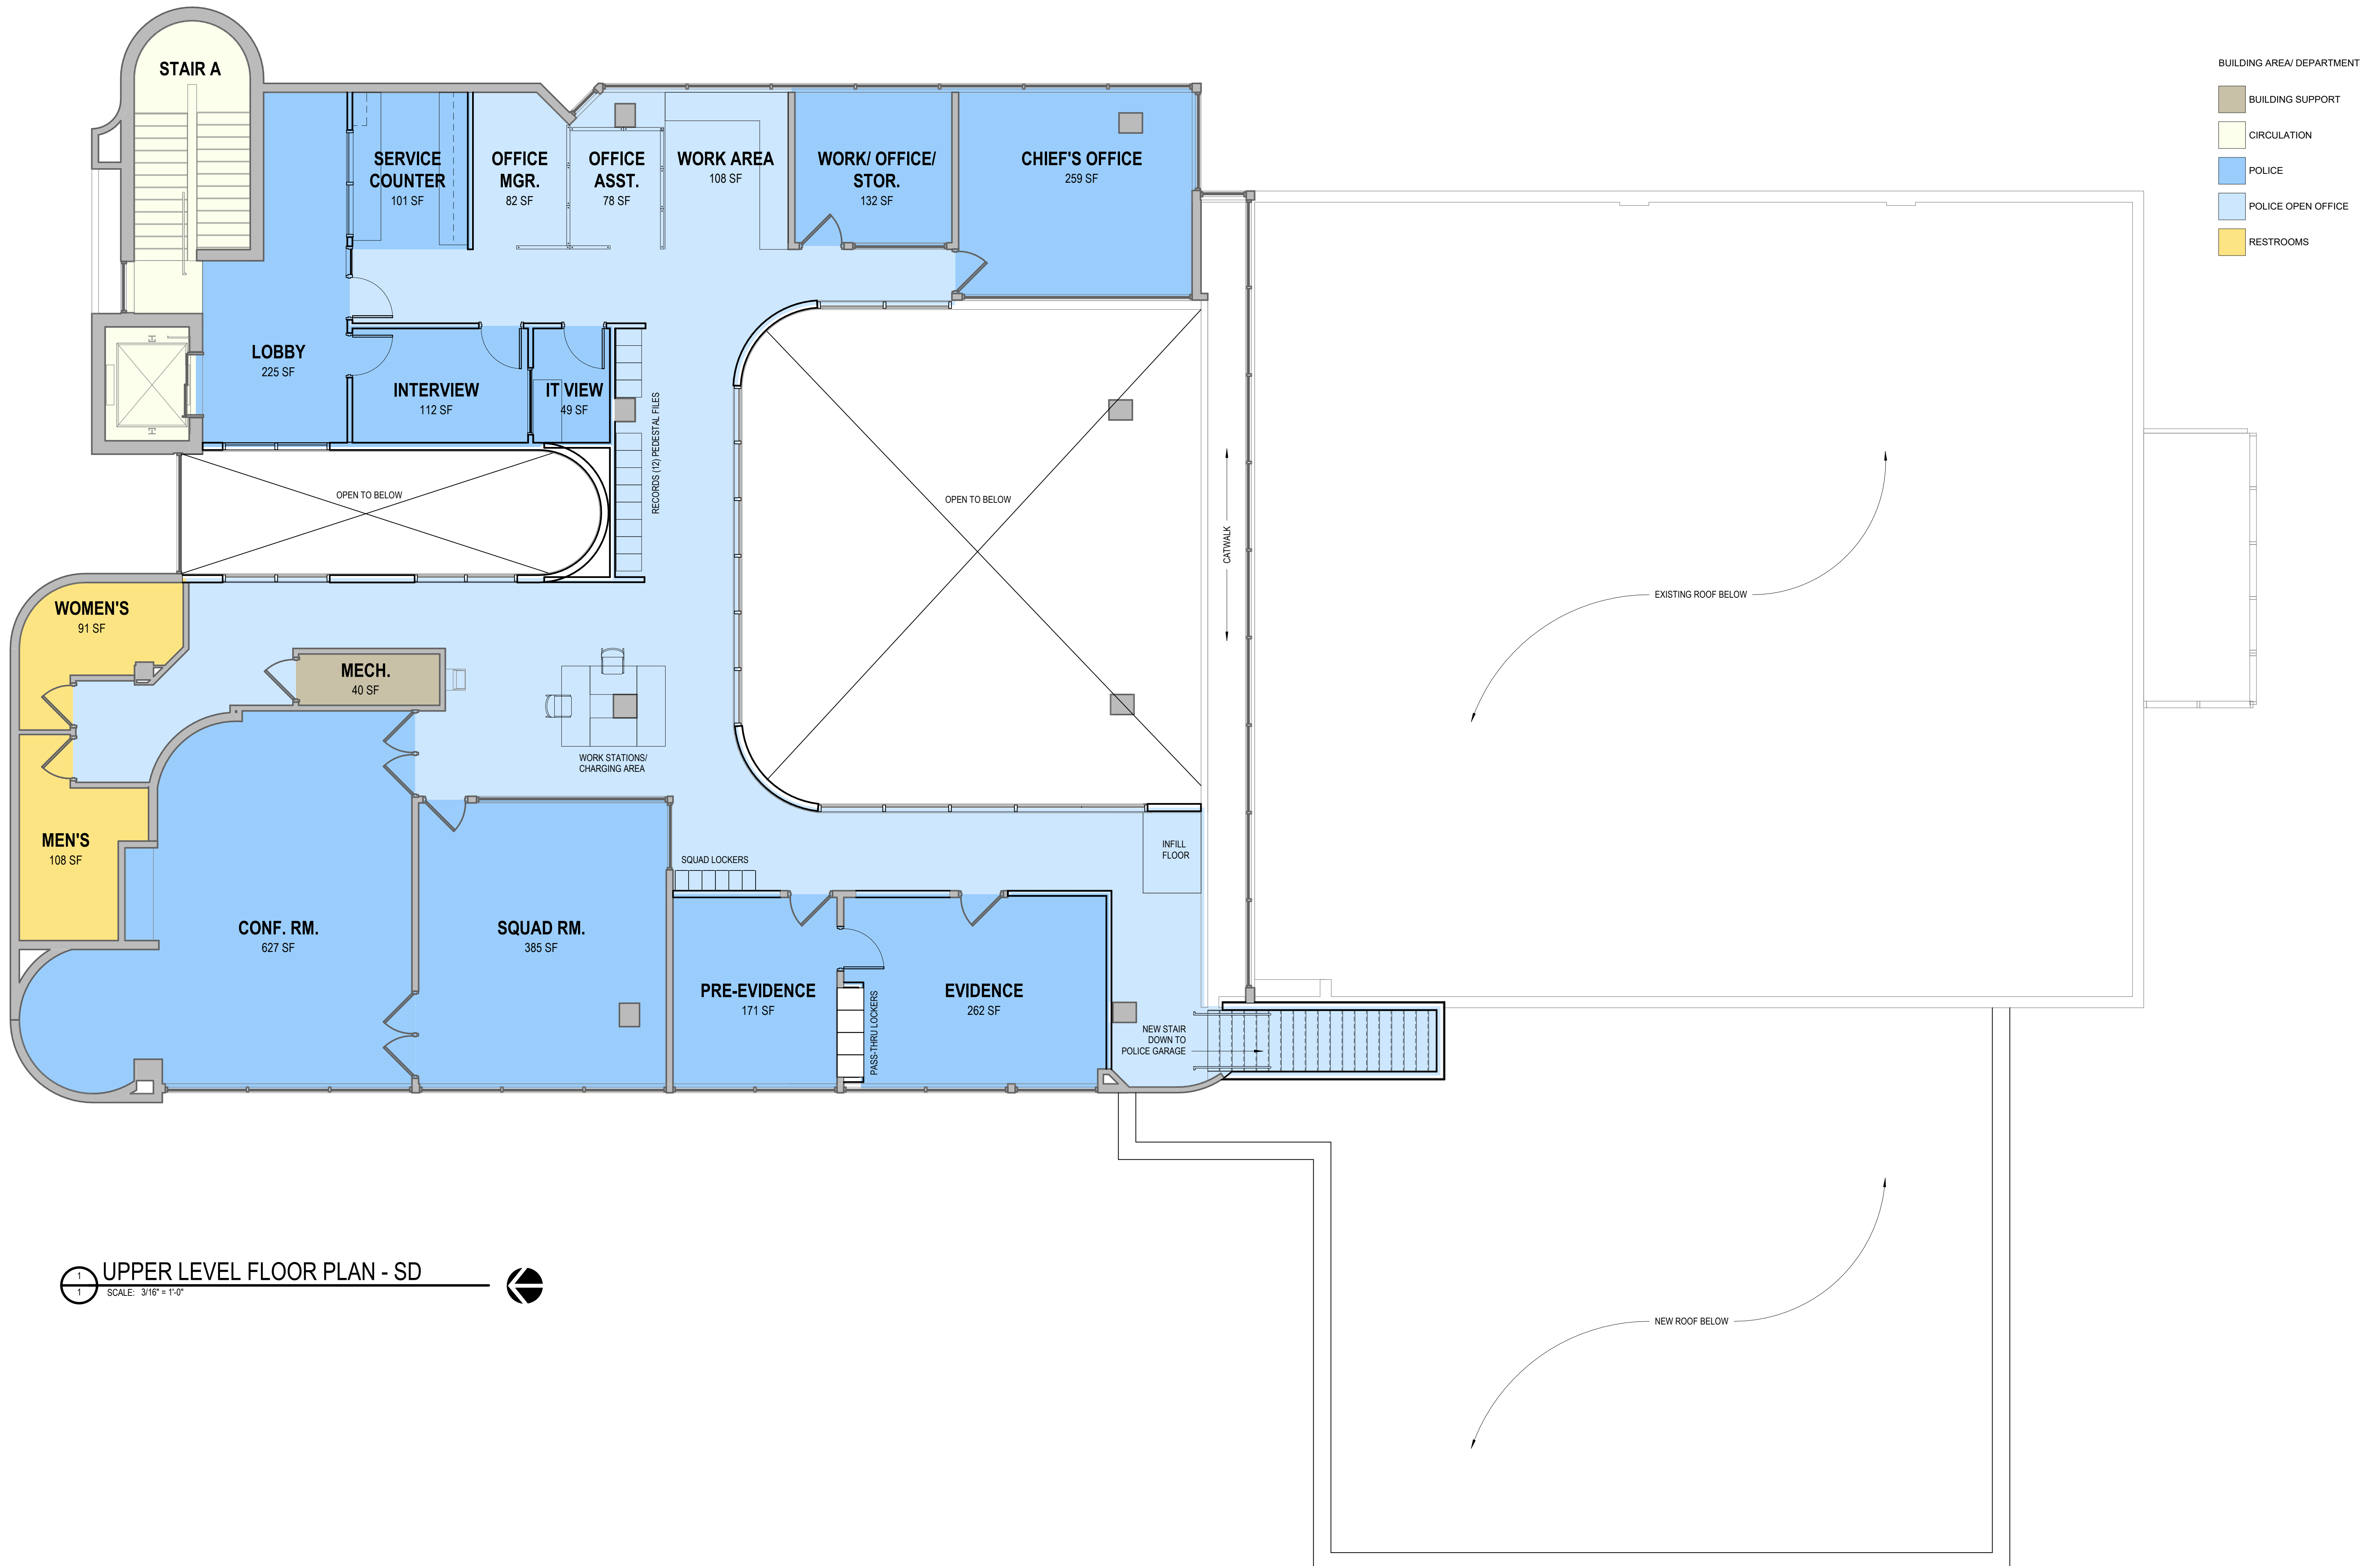 STAIR A
BUILDING AREA/ DEPARTMENT
BUILDING SUPPORT
CIRCULATION
POLICE
POLICE OPEN OFFICE
RESTROOMS
SERVICE
COUNTER
101 SF
OFFICE
MGR.
82 SF
OFFICE
ASST.
78 SF
WORK AREA
108 SF
WORK/ OFFICE/
STOR.
132 SF
CHIEF'S OFFICE
259 SF
LOBBY
225 SF
INTERVIEW
112 SF
IT VIEW
49 SF
RECORDS (12) PEDESTAL FILES
OPEN TO BELOW
OPEN TO BELOW
CATWALK
EXISTING ROOF BELOW
WOMEN'S
91 SF
MECH.
40 SF
WORK STATIONS/
CHARGING AREA
MEN'S
108 SF
SQUAD LOCKERS
INFILL
FLOOR
CONF. RM.
627 SF
SQUAD RM.
385 SF
PRE-EVIDENCE
171 SF
PASS-THRU LOCKERS
EVIDENCE
262 SF
NEW STAIR
DOWN TO
POLICE GARAGE
1
1
UPPER LEVEL FLOOR PLAN - SD
SCALE: 3/16" = 1'-0"
NEW ROOF BELOW